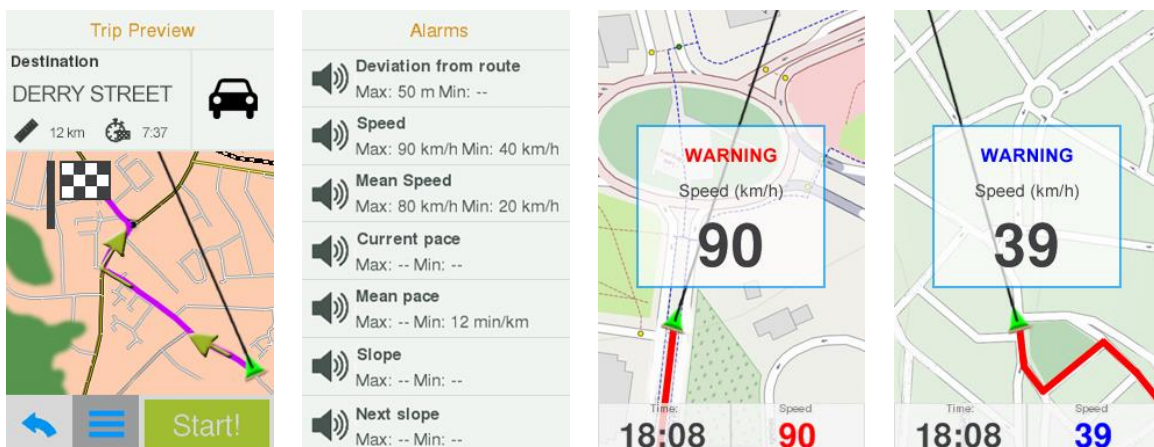 Trip Preview
Destination
DERRY STREET
12 km 7:37
Start!
Alarms
Deviation from route
Max: 50 m Min: --
Speed
Max: 90 km/h Min: 40 km/h
Mean Speed
Max: 80 km/h Min: 20 km/h
Current pace
Max: -- Min: --
Mean pace
Max: -- Min: 12 min/km
Slope
Max: -- Min: --
Next slope
Max: -- Min: --
WARNING
Speed (km/h)
90
Time: Speed
18:08 90
WARNING
Speed (km/h)
39
Time: Speed
18:08 39